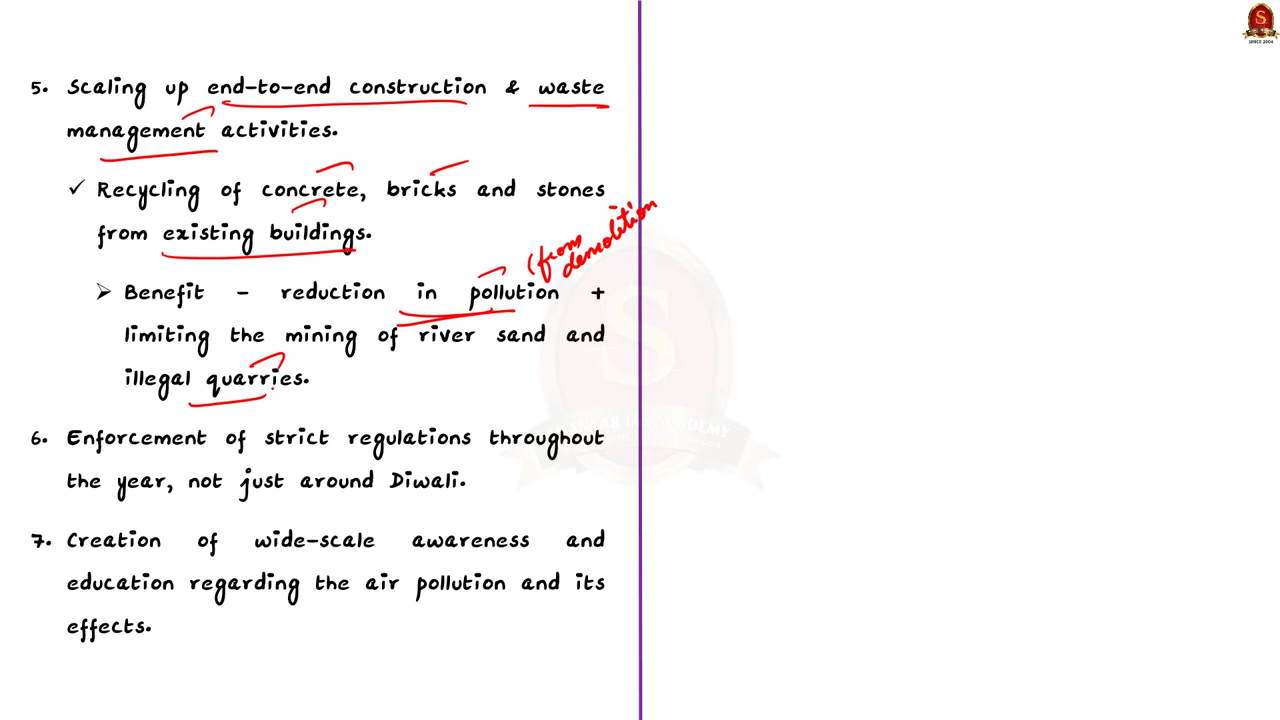 S
SINCE 2004
5. Scaling up end-to-end construction & waste
management activities.
✓ Recycling of concrete, bricks and stones
from existing buildings.
(from
demolition
➢ Benefit - reduction in pollution +
limiting the mining of river sand and
illegal quarries.
6. Enforcement of strict regulations throughout
the year, not just around Diwali.
7. Creation of wide-scale awareness and
education regarding the air pollution and its
effects.